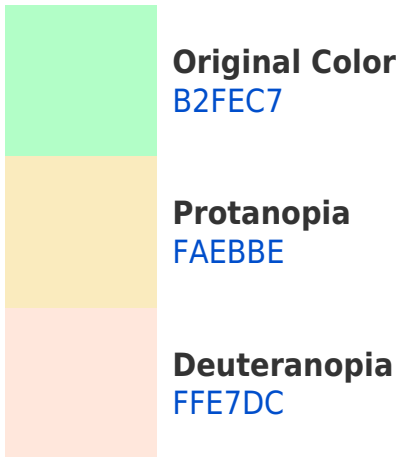 Original Color
B2FEC7
Protanopia
FAEBBE
Deuteranopia
FFE7DC